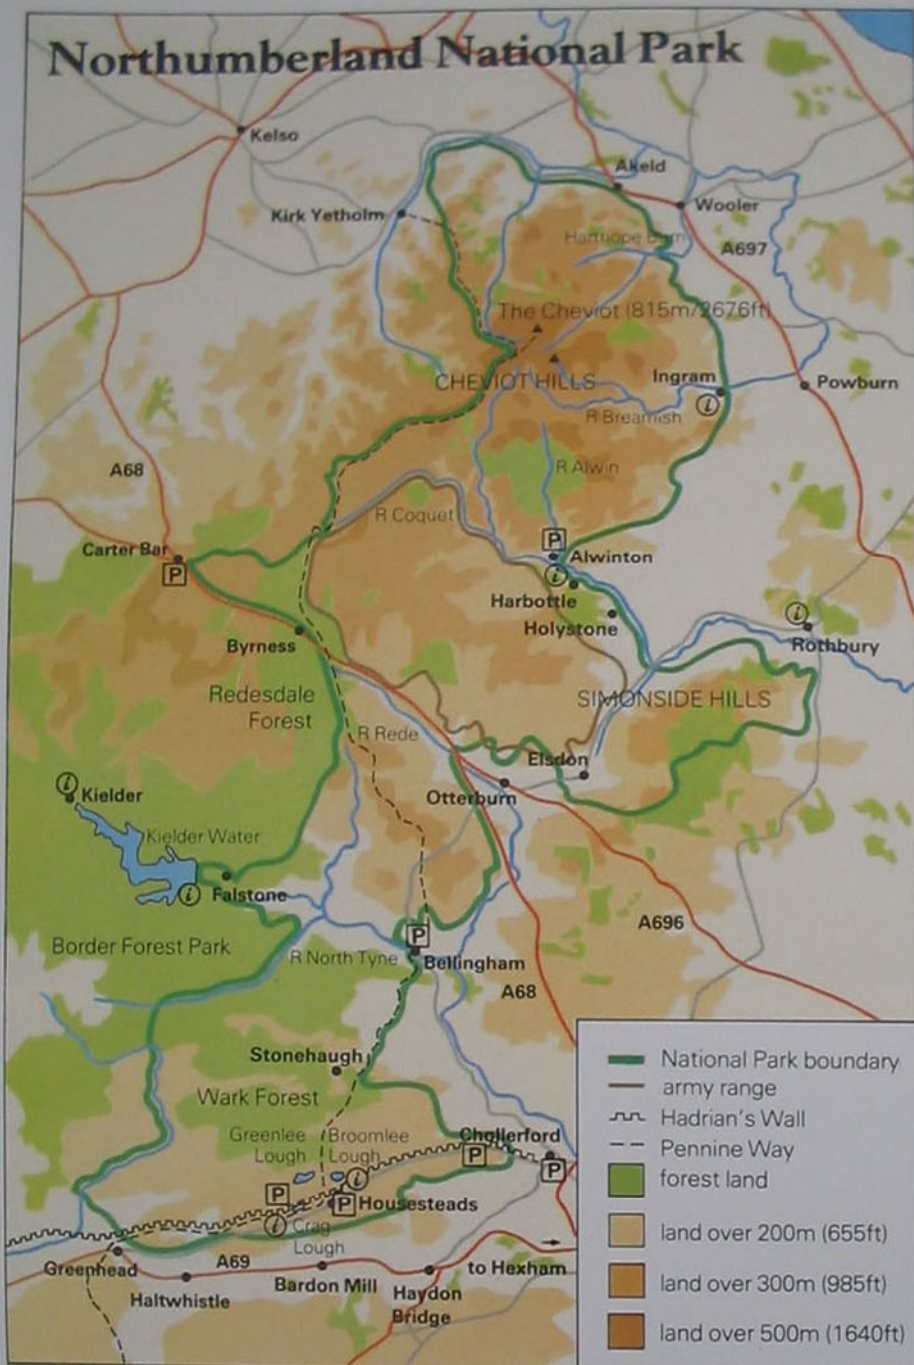 Northumberland National Park
Kelso
Akeld
Kirk Yetholm
Wooler
Harthope Burn
A697
The Cheviot (815m/2676ft)
CHEVIOT HILLS
Ingram
i
Powburn
R Breamish
A68
R Alwin
R Coquet
Carter Bar
P
P
Alwinton
i
Harbottle
Holystone
i
Rothbury
Byrness
Redesdale
Forest
SIMONSIDE HILLS
R Rede
Elsdon
i
Kielder
Otterburn
Kielder Water
i
Falstone
A696
Border Forest Park
P
R North Tyne
Bellingham
A68
Stonehaugh
Wark Forest
Greenlee
Lough
Broomlee
Lough
Chollerford
P
P
i
P
P
Housesteads
i
Crag
Lough
Greenhead
A69
Haltwhistle
Bardon Mill
Haydon
Bridge
to Hexham
National Park boundary
army range
Hadrian's Wall
Pennine Way
forest land
land over 200m (655ft)
land over 300m (985ft)
land over 500m (1640ft)